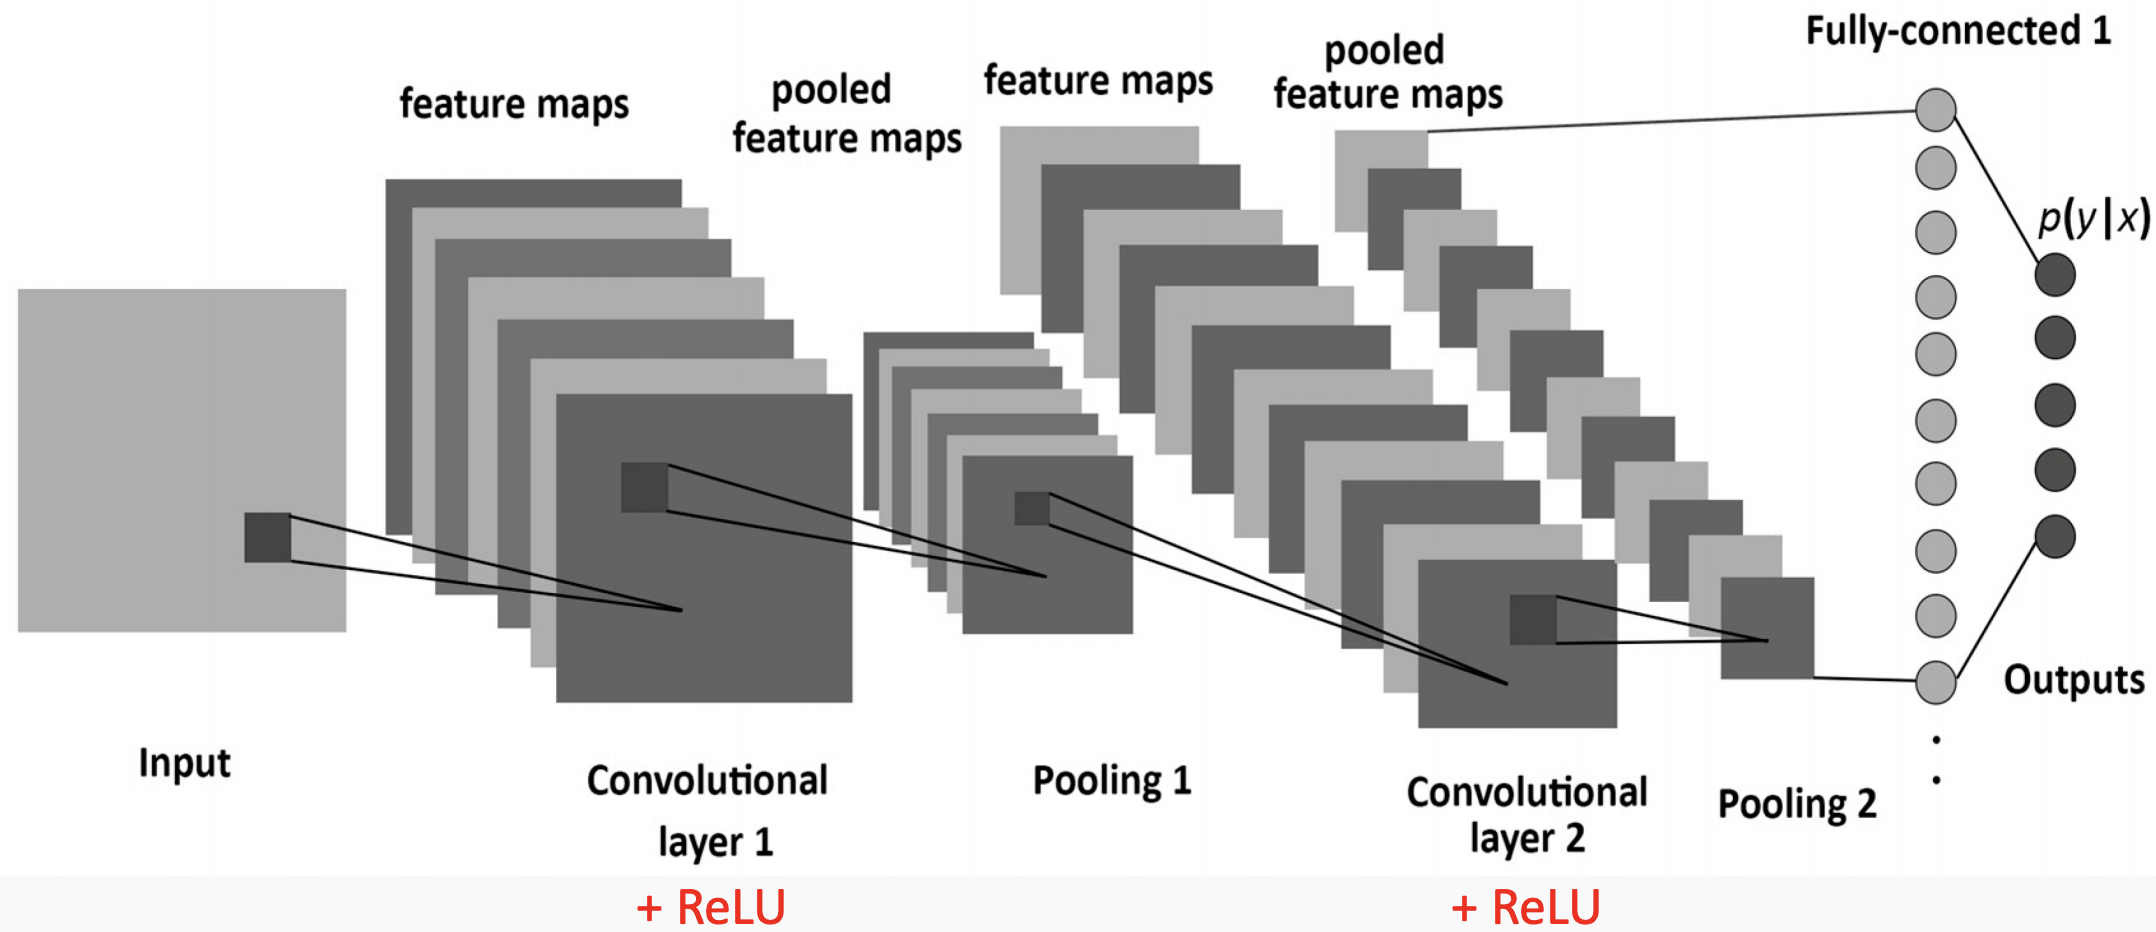 Fully-connected 1
feature maps
pooled
feature maps
feature maps
pooled
feature maps
p(y|x)
Outputs
Input
Convolutional
layer 1
Pooling 1
Convolutional
layer 2
Pooling 2
+ ReLU
+ ReLU